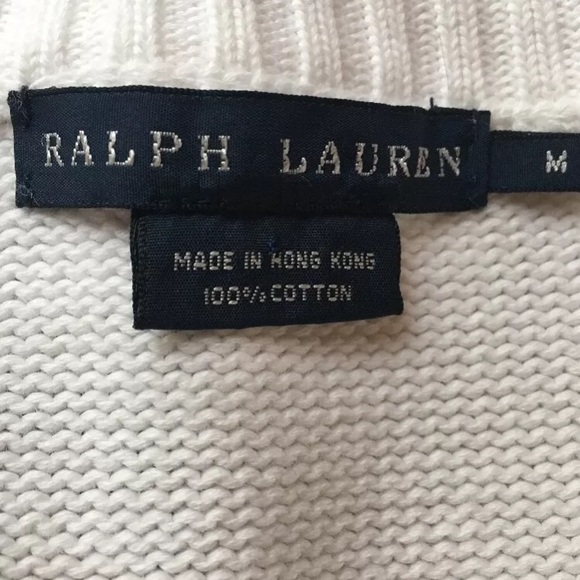 RALPH LAUREN
M
MADE IN HONG KONG
100% COTTON